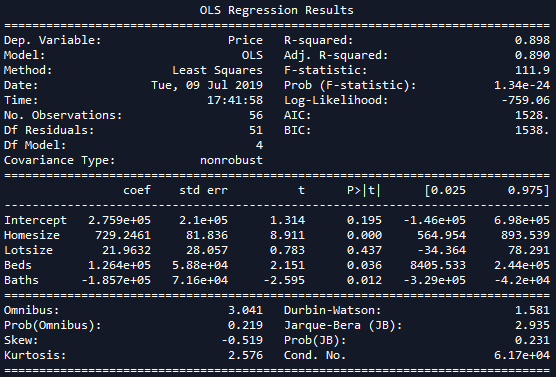 OLS Regression Results
==============================================================================
Dep. Variable:                  Price   R-squared:                       0.898
Model:                            OLS   Adj. R-squared:                  0.890
Method:                 Least Squares   F-statistic:                     111.9
Date:                Tue, 09 Jul 2019   Prob (F-statistic):           1.34e-24
Time:                        17:41:58   Log-Likelihood:                -759.06
No. Observations:                  56   AIC:                             1528.
Df Residuals:                      51   BIC:                             1538.
Df Model:                           4
Covariance Type:            nonrobust
==============================================================================
coef    std err          t      P>|t|      [0.025      0.975]
------------------------------------------------------------------------------
Intercept   2.759e+05    2.1e+05      1.314      0.195   -1.46e+05    6.98e+05
Homesize     729.2461     81.836      8.911      0.000     564.954     893.539
Lotsize       21.9632     28.057      0.783      0.437     -34.364      78.291
Beds        1.264e+05   5.88e+04      2.151      0.036    8405.533    2.44e+05
Baths      -1.857e+05   7.16e+04     -2.595      0.012   -3.29e+05    -4.2e+04
==============================================================================
Omnibus:                        3.041   Durbin-Watson:                   1.581
Prob(Omnibus):                  0.219   Jarque-Bera (JB):                2.935
Skew:                          -0.519   Prob(JB):                        0.231
Kurtosis:                       2.576   Cond. No.                     6.17e+04
==============================================================================